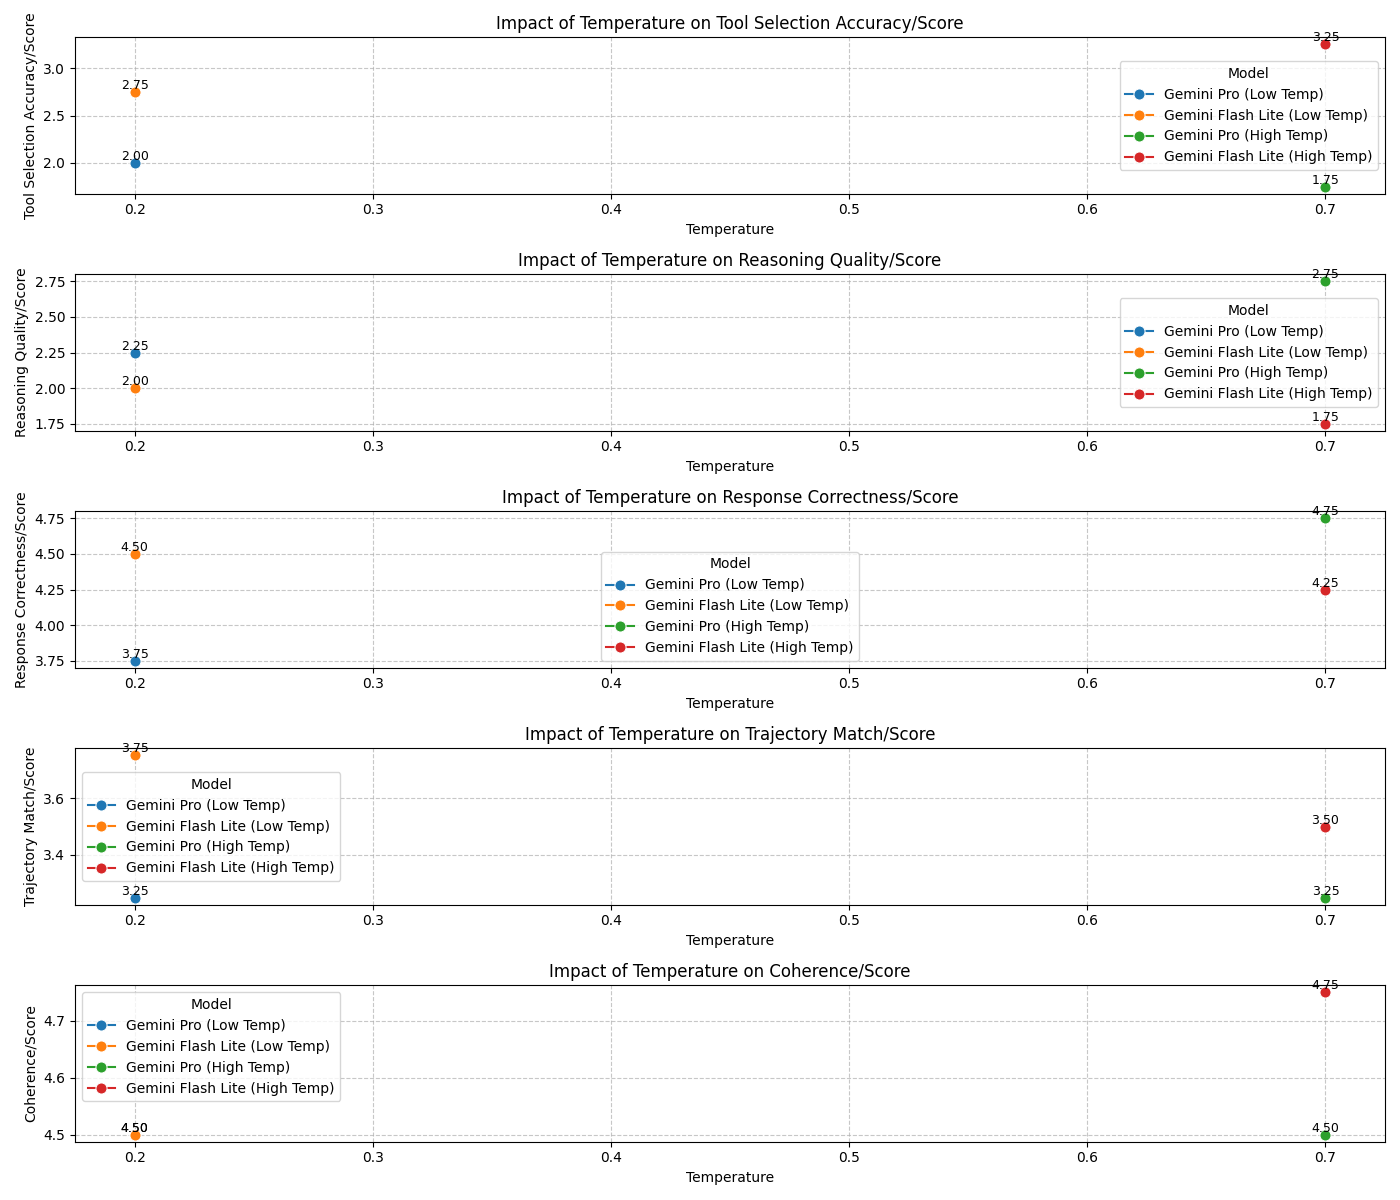 Impact of Temperature on Tool Selection Accuracy/Score
Tool Selection Accuracy/Score
3.0
2.5
2.0
2.75
2.00
3.25
1.75
Model
Gemini Pro (Low Temp)
Gemini Flash Lite (Low Temp)
Gemini Pro (High Temp)
Gemini Flash Lite (High Temp)
0.2 0.3 0.4 0.5 0.6 0.7
Temperature
Impact of Temperature on Reasoning Quality/Score
Reasoning Quality/Score
2.75
2.50
2.25
2.00
1.75
2.25
2.00
2.75
1.75
Model
Gemini Pro (Low Temp)
Gemini Flash Lite (Low Temp)
Gemini Pro (High Temp)
Gemini Flash Lite (High Temp)
0.2 0.3 0.4 0.5 0.6 0.7
Temperature
Impact of Temperature on Response Correctness/Score
Response Correctness/Score
4.75
4.50
4.25
4.00
3.75
4.50
3.75
Model
Gemini Pro (Low Temp)
Gemini Flash Lite (Low Temp)
Gemini Pro (High Temp)
Gemini Flash Lite (High Temp)
4.75
4.25
0.2 0.3 0.4 0.5 0.6 0.7
Temperature
Impact of Temperature on Trajectory Match/Score
Trajectory Match/Score
3.6
3.4
3.75
Model
Gemini Pro (Low Temp)
Gemini Flash Lite (Low Temp)
Gemini Pro (High Temp)
Gemini Flash Lite (High Temp)
3.25
3.50
3.25
0.2 0.3 0.4 0.5 0.6 0.7
Temperature
Impact of Temperature on Coherence/Score
Coherence/Score
4.7
4.6
4.5
Model
Gemini Pro (Low Temp)
Gemini Flash Lite (Low Temp)
Gemini Pro (High Temp)
Gemini Flash Lite (High Temp)
4.50
4.75
4.50
0.2 0.3 0.4 0.5 0.6 0.7
Temperature